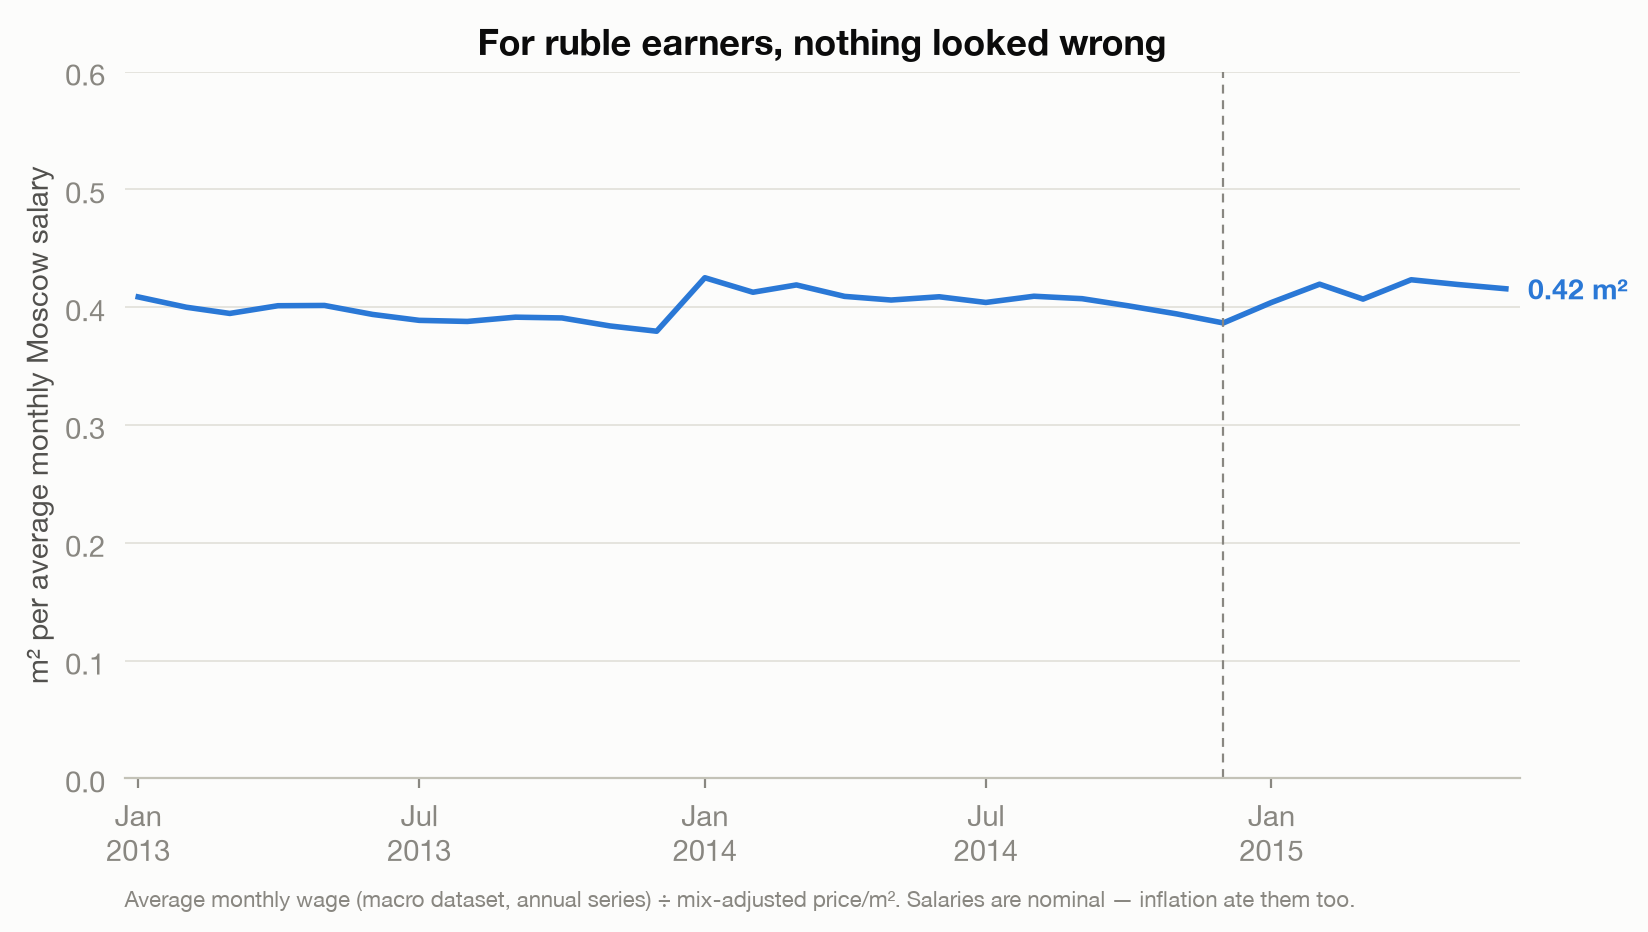 For ruble earners, nothing looked wrong
m² per average monthly Moscow salary
0.6
0.5
0.4
0.3
0.2
0.1
0.0
0.42 m²
Jan
2013
Jul
2013
Jan
2014
Jul
2014
Jan
2015
Average monthly wage (macro dataset, annual series) ÷ mix-adjusted price/m². Salaries are nominal — inflation ate them too.